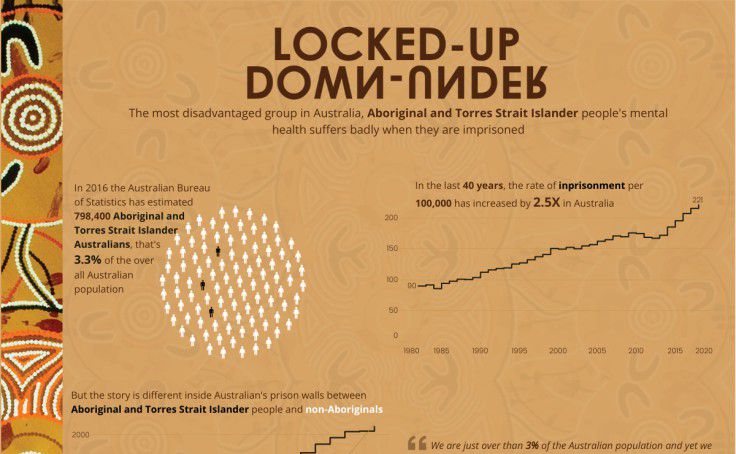 LOCKED-UP
DOWN-UNDER
The most disadvantaged group in Australia, Aboriginal and Torres Strait Islander people's mental
health suffers badly when they are imprisoned
In 2016 the Australian Bureau
of Statistics has estimated
798,400 Aboriginal and
Torres Strait Islander
Australians, that's
3.3% of the over
all Australian
population
In the last 40 years, the rate of inprisonment per
100,000 has increased by 2.5X in Australia
221
200
150
100
90
50
0
1980 1985 1990 1995 2000 2005 2010 2015 2020
But the story is different inside Australian's prison walls between
Aboriginal and Torres Strait Islander people and non-Aboriginals
2000
“ We are just over than 3% of the Australian population and yet we